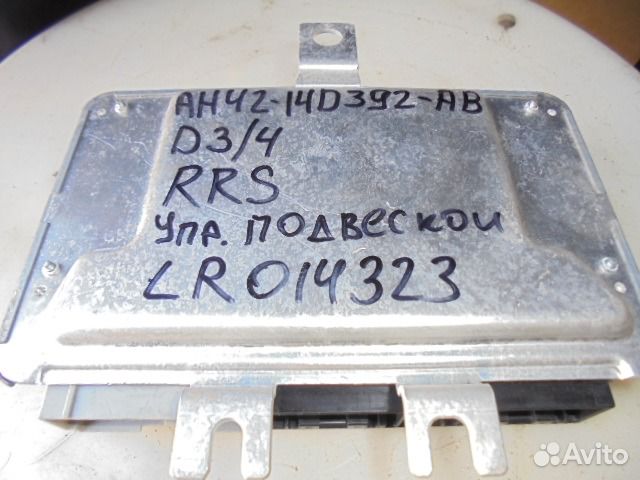 AH42-14D392-AB
D3/4
RRS
УПР. ПОДВЕСКОЙ
LR014323
Avito